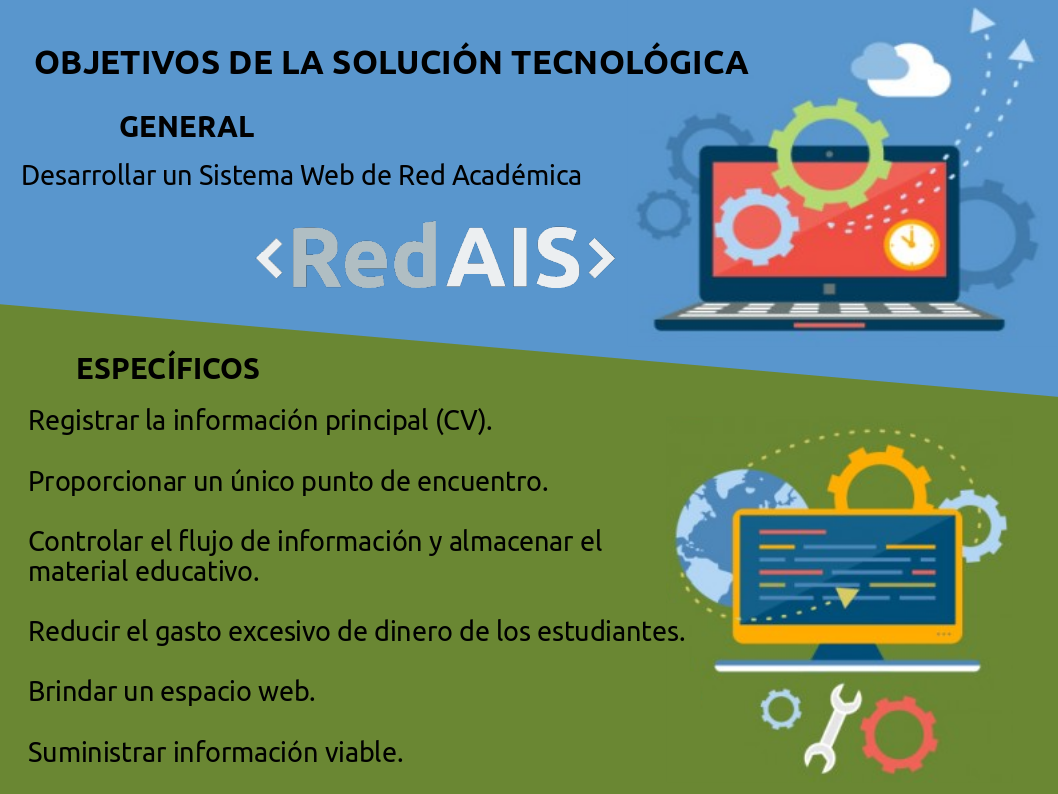 OBJETIVOS DE LA SOLUCIÓN TECNOLÓGICA
GENERAL
Desarrollar un Sistema Web de Red Académica
<RedAIS>
ESPECÍFICOS
Registrar la información principal (CV).
Proporcionar un único punto de encuentro.
Controlar el flujo de información y almacenar el
material educativo.
Reducir el gasto excesivo de dinero de los estudiantes.
Brindar un espacio web.
Suministrar información viable.